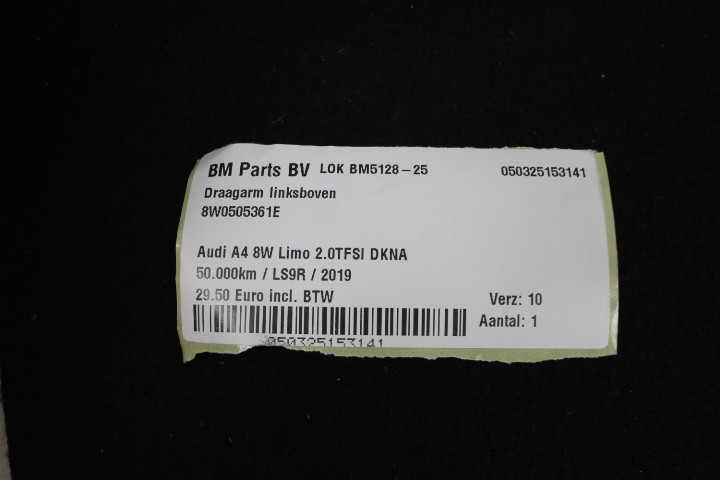 BM Parts BV LOK BM5128-25 050325153141
Draagarm linksboven
8W0505361E
Audi A4 8W Limo 2.0TFSI DKNA
50.000km / LS9R / 2019
29.50 Euro incl. BTW Verz: 10
Aantal: 1
050325153141